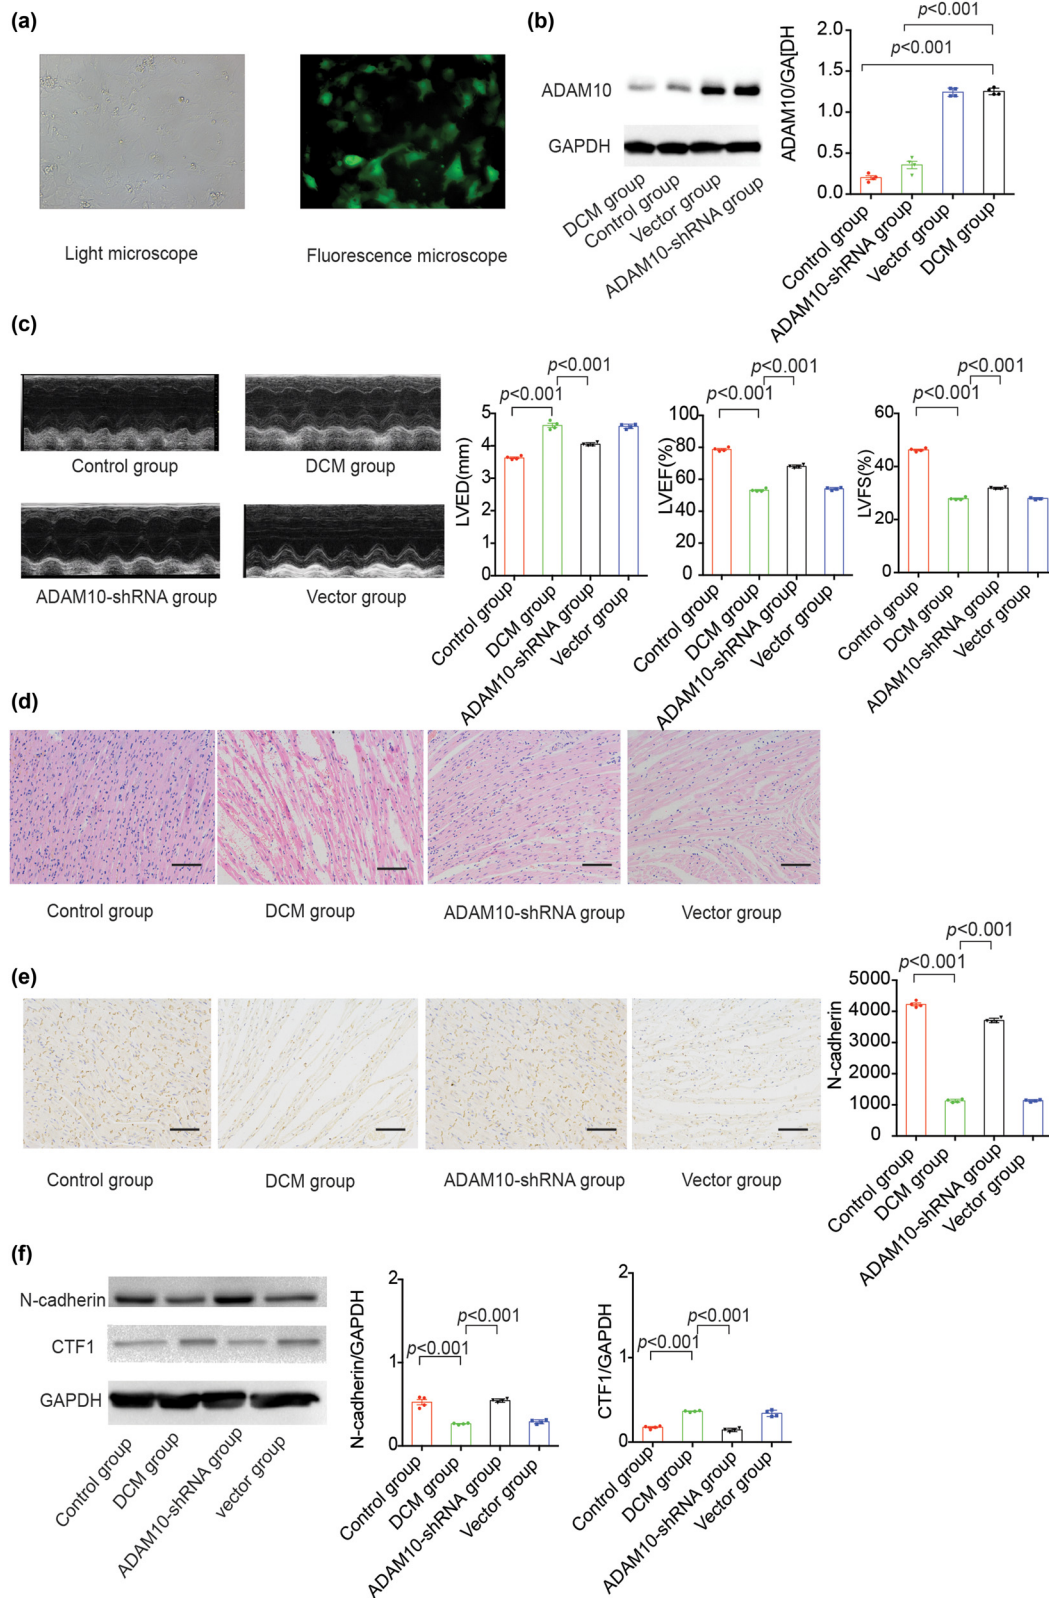 (a)
Light microscope
Fluorescence microscope
(b)
ADAM10
GAPDH
DCM group
Control group
Vector group
ADAM10-shRNA group
ADAM10/GA[DH
2.0
1.5
1.0
0.5
0.0
p<0.001
p<0.001
Control group
ADAM10-shRNA group
Vector group
DCM group
(c)
Control group
DCM group
ADAM10-shRNA group
Vector group
LVED(mm)
5
4
3
2
1
0
p<0.001
p<0.001
Control group
DCM group
ADAM10-shRNA group
Vector group
LVEF(%)
100
80
60
40
20
0
p<0.001
p<0.001
Control group
DCM group
ADAM10-shRNA group
Vector group
LVFS(%)
60
40
20
0
p<0.001
p<0.001
Control group
DCM group
ADAM10-shRNA group
Vector group
(d)
Control group
DCM group
ADAM10-shRNA group
Vector group
(e)
Control group
DCM group
ADAM10-shRNA group
Vector group
N-cadherin
5000
4000
3000
2000
1000
0
p<0.001
p<0.001
Control group
DCM group
ADAM10-shRNA group
Vector group
(f)
N-cadherin
CTF1
GAPDH
Control group
DCM group
ADAM10-shRNA group
vector group
N-cadherin/GAPDH
2
1
0
p<0.001
p<0.001
Control group
DCM group
ADAM10-shRNA group
Vector group
CTF1/GAPDH
2
1
0
p<0.001
p<0.001
Control group
DCM group
ADAM10-shRNA group
Vector group